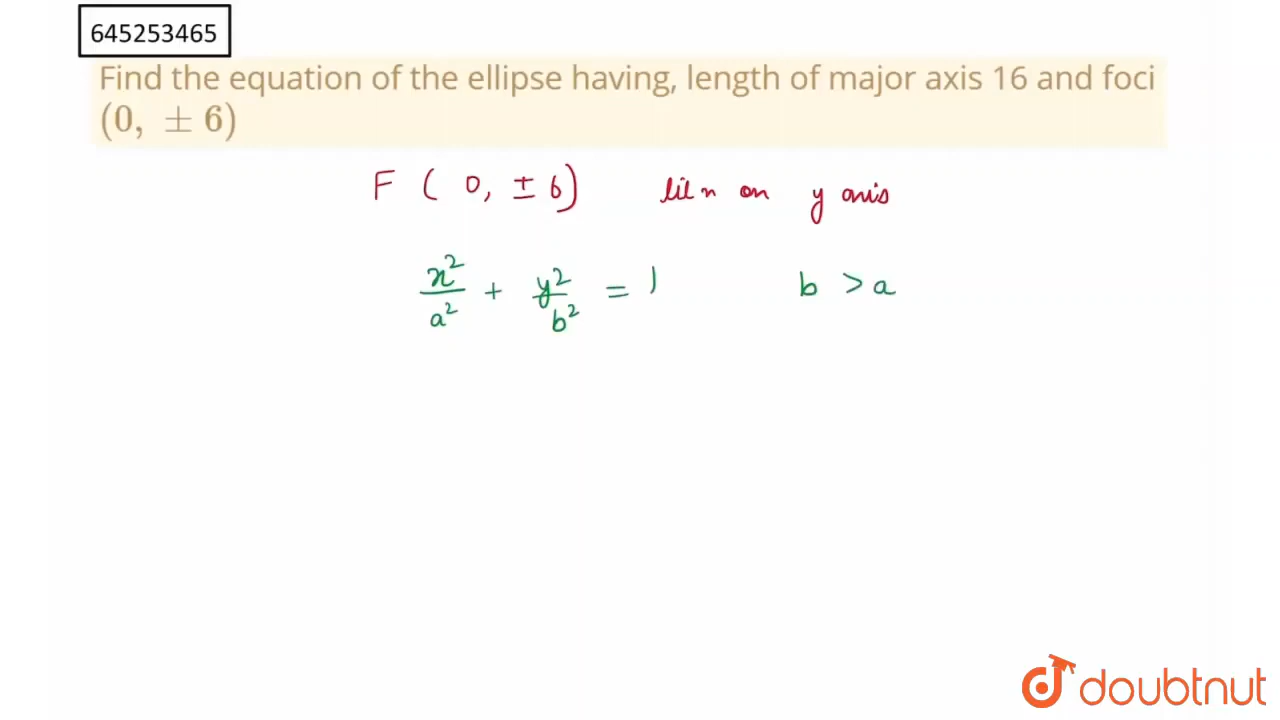 645253465
Find the equation of the ellipse having, length of major axis 16 and foci
(0, ± 6)
F ( 0, ± 6) on y axis
x²/a² + y²/b² = 1 b > a
doubtnut